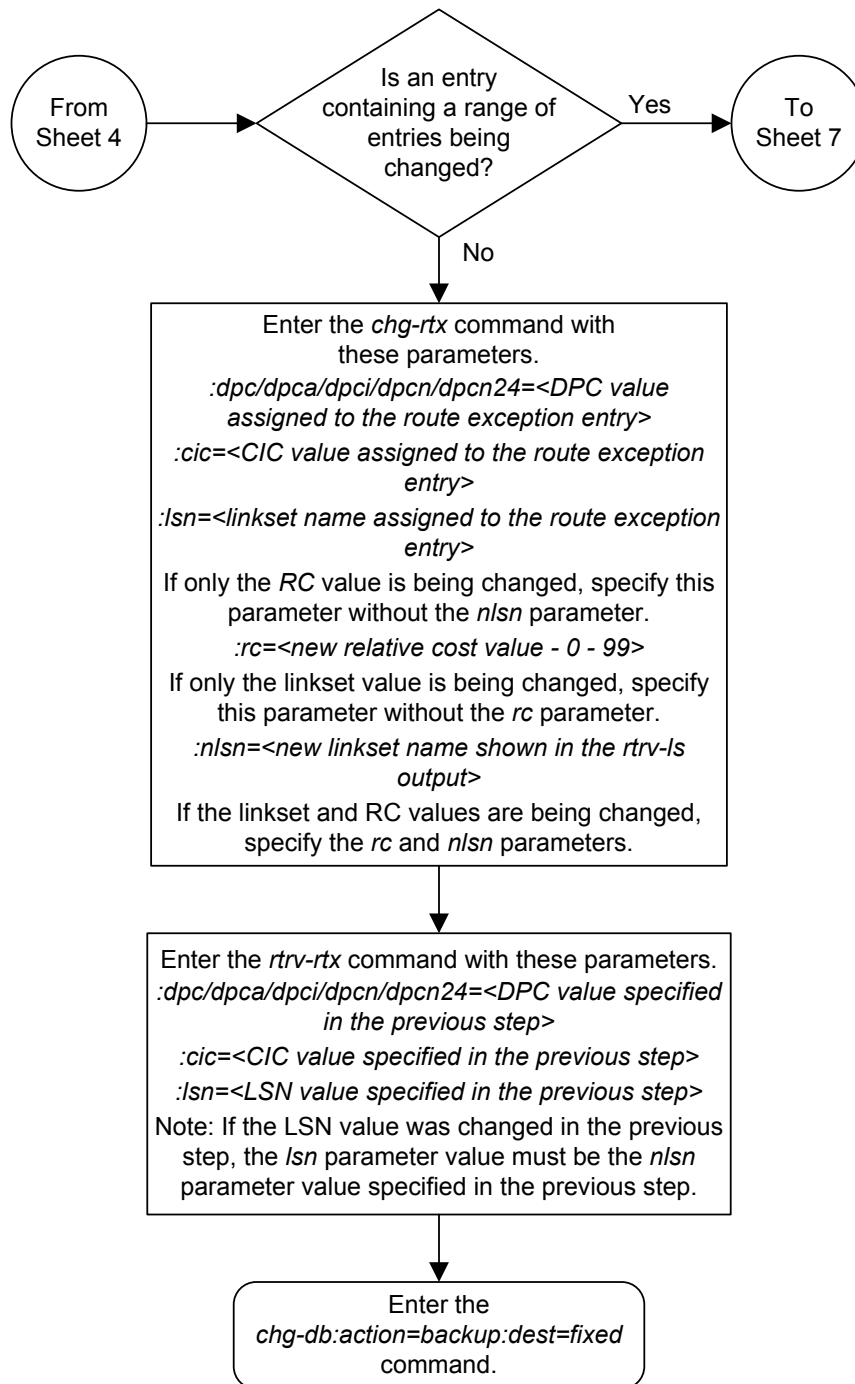 From
Sheet 4
Is an entry
containing a range of
entries being
changed?
Yes
To
Sheet 7
No
Enter the chg-rtx command with
these parameters.
:dpc/dpca/dpci/dpcn/dpcn24=<DPC value
assigned to the route exception entry>
:cic=<CIC value assigned to the route exception
entry>
:lsn=<linkset name assigned to the route exception
entry>
If only the RC value is being changed, specify this
parameter without the nlsn parameter.
:rc=<new relative cost value - 0 - 99>
If only the linkset value is being changed, specify
this parameter without the rc parameter.
:nlsn=<new linkset name shown in the rtrv-ls
output>
If the linkset and RC values are being changed,
specify the rc and nlsn parameters.
Enter the rtrv-rtx command with these parameters.
:dpc/dpca/dpci/dpcn/dpcn24=<DPC value specified
in the previous step>
:cic=<CIC value specified in the previous step>
:lsn=<LSN value specified in the previous step>
Note: If the LSN value was changed in the previous
step, the lsn parameter value must be the nlsn
parameter value specified in the previous step.
Enter the
chg-db:action=backup:dest=fixed
command.